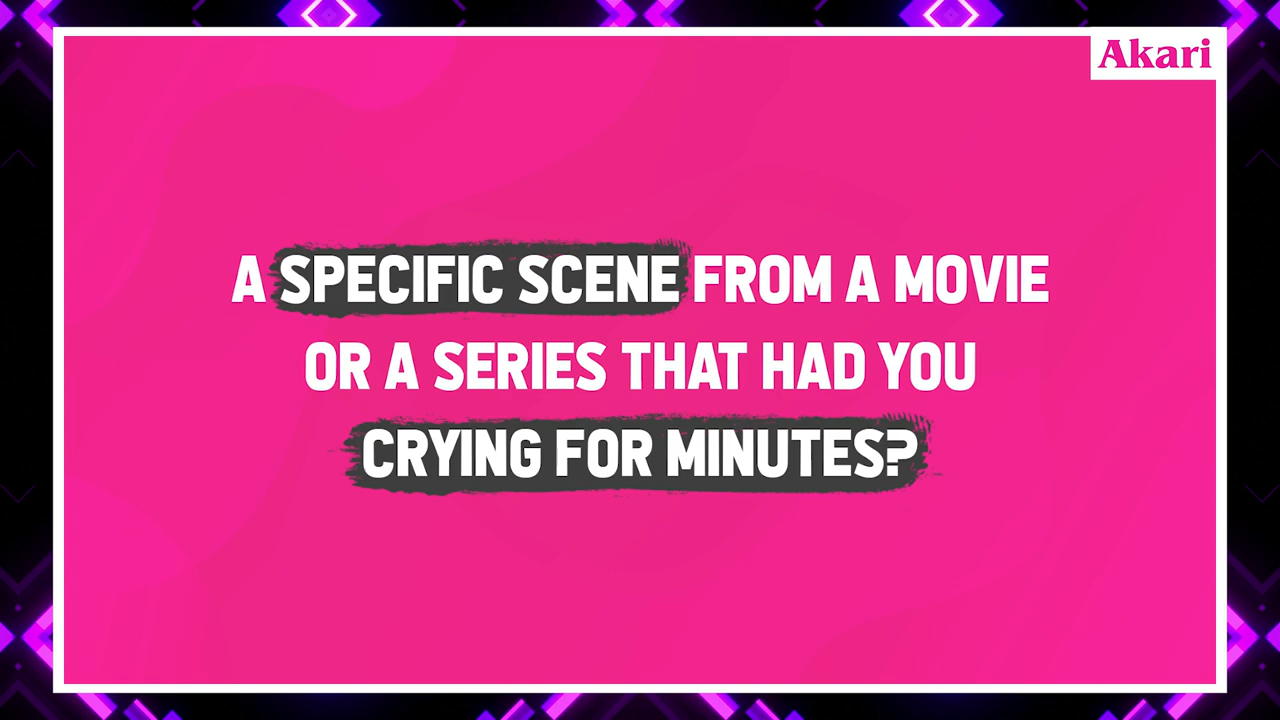 Akari
A SPECIFIC SCENE FROM A MOVIE
OR A SERIES THAT HAD YOU
CRYING FOR MINUTES?